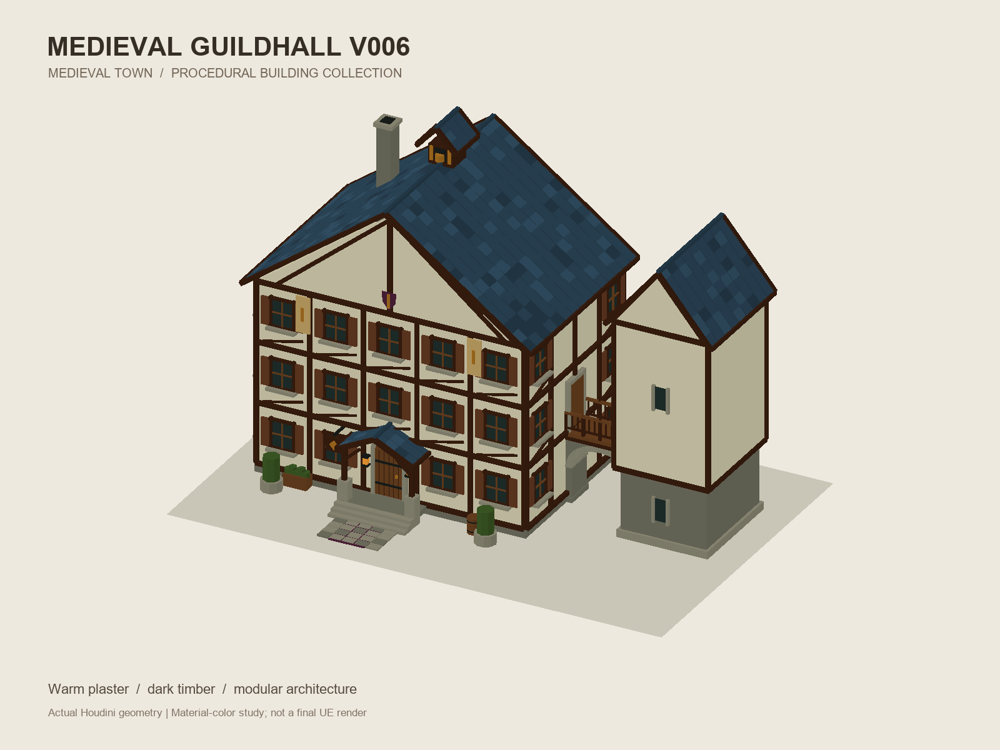 MEDIEVAL GUILDHALL V006
MEDIEVAL TOWN / PROCEDURAL BUILDING COLLECTION
Warm plaster / dark timber / modular architecture
Actual Houdini geometry | Material-color study; not a final UE render